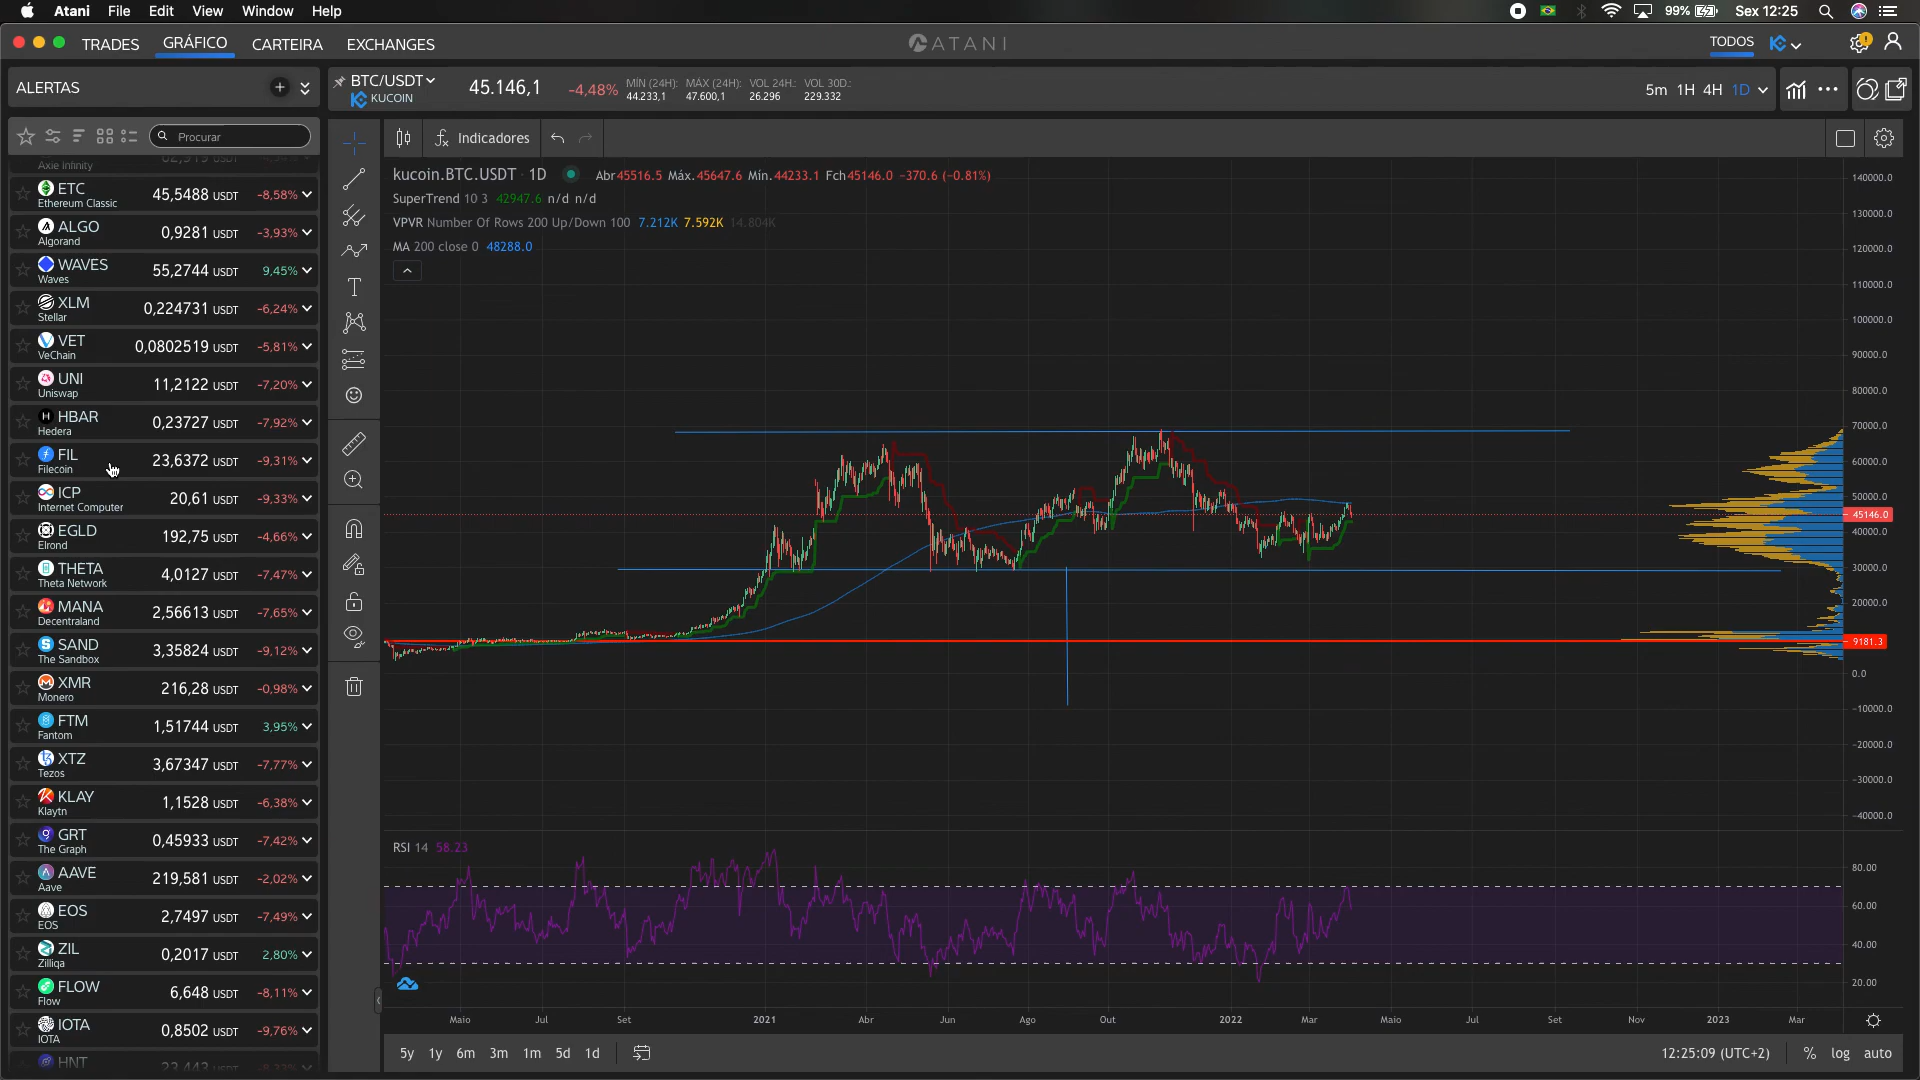 Atani File Edit View Window Help
99% Sex 12:25
TRADES GRÁFICO CARTEIRA EXCHANGES
ATANI
TODOS
ALERTAS
BTC/USDT
KUCOIN
45.146,1 -4,48%
MÍN (24H): MÁX (24H): VOL 24H.: VOL 30D.:
44.233,1 47.600,1 26.296 229.332
5m 1H 4H 1D
Procurar
Indicadores
Axie Infinity
ETC 45,5488 USDT -8,58%
Ethereum Classic
ALGO 0,9281 USDT -3,93%
Algorand
WAVES 55,2744 USDT 9,45%
Waves
XLM 0,224731 USDT -6,24%
Stellar
VET 0,0802519 USDT -5,81%
VeChain
UNI 11,2122 USDT -7,20%
Uniswap
HBAR 0,23727 USDT -7,92%
Hedera
FIL 23,6372 USDT -9,31%
Filecoin
ICP 20,61 USDT -9,33%
Internet Computer
EGLD 192,75 USDT -4,66%
Elrond
THETA 4,0127 USDT -7,47%
Theta Network
MANA 2,56613 USDT -7,65%
Decentraland
SAND 3,35824 USDT -9,12%
The Sandbox
XMR 216,28 USDT -0,98%
Monero
FTM 1,51744 USDT 3,95%
Fantom
XTZ 3,67347 USDT -7,77%
Tezos
KLAY 1,1528 USDT -6,38%
Klaytn
GRT 0,45933 USDT -7,42%
The Graph
AAVE 219,581 USDT -2,02%
Aave
EOS 2,7497 USDT -7,49%
EOS
ZIL 0,2017 USDT 2,80%
Zilliqa
FLOW 6,648 USDT -8,11%
Flow
IOTA 0,8502 USDT -9,76%
IOTA
HNT 23,443 USDT
kucoin.BTC.USDT · 1D Abr45516.5 Máx.45647.6 Mín.44233.1 Fch45146.0 −370.6 (−0.81%)
SuperTrend 10 3 42947.6 n/d n/d
VPVR Number Of Rows 200 Up/Down 100 7.212K 7.592K 14.804K
MA 200 close 0 48288.0
140000.0
130000.0
120000.0
110000.0
100000.0
90000.0
80000.0
70000.0
60000.0
50000.0
45146.0
40000.0
30000.0
20000.0
9181.3
0.0
−10000.0
−20000.0
−30000.0
−40000.0
RSI 14 58.23
80.00
60.00
40.00
20.00
Maio Jul Set 2021 Abr Jun Ago Out 2022 Mar Maio Jul Set Nov 2023 Mar
5y 1y 6m 3m 1m 5d 1d
12:25:09 (UTC+2) % log auto